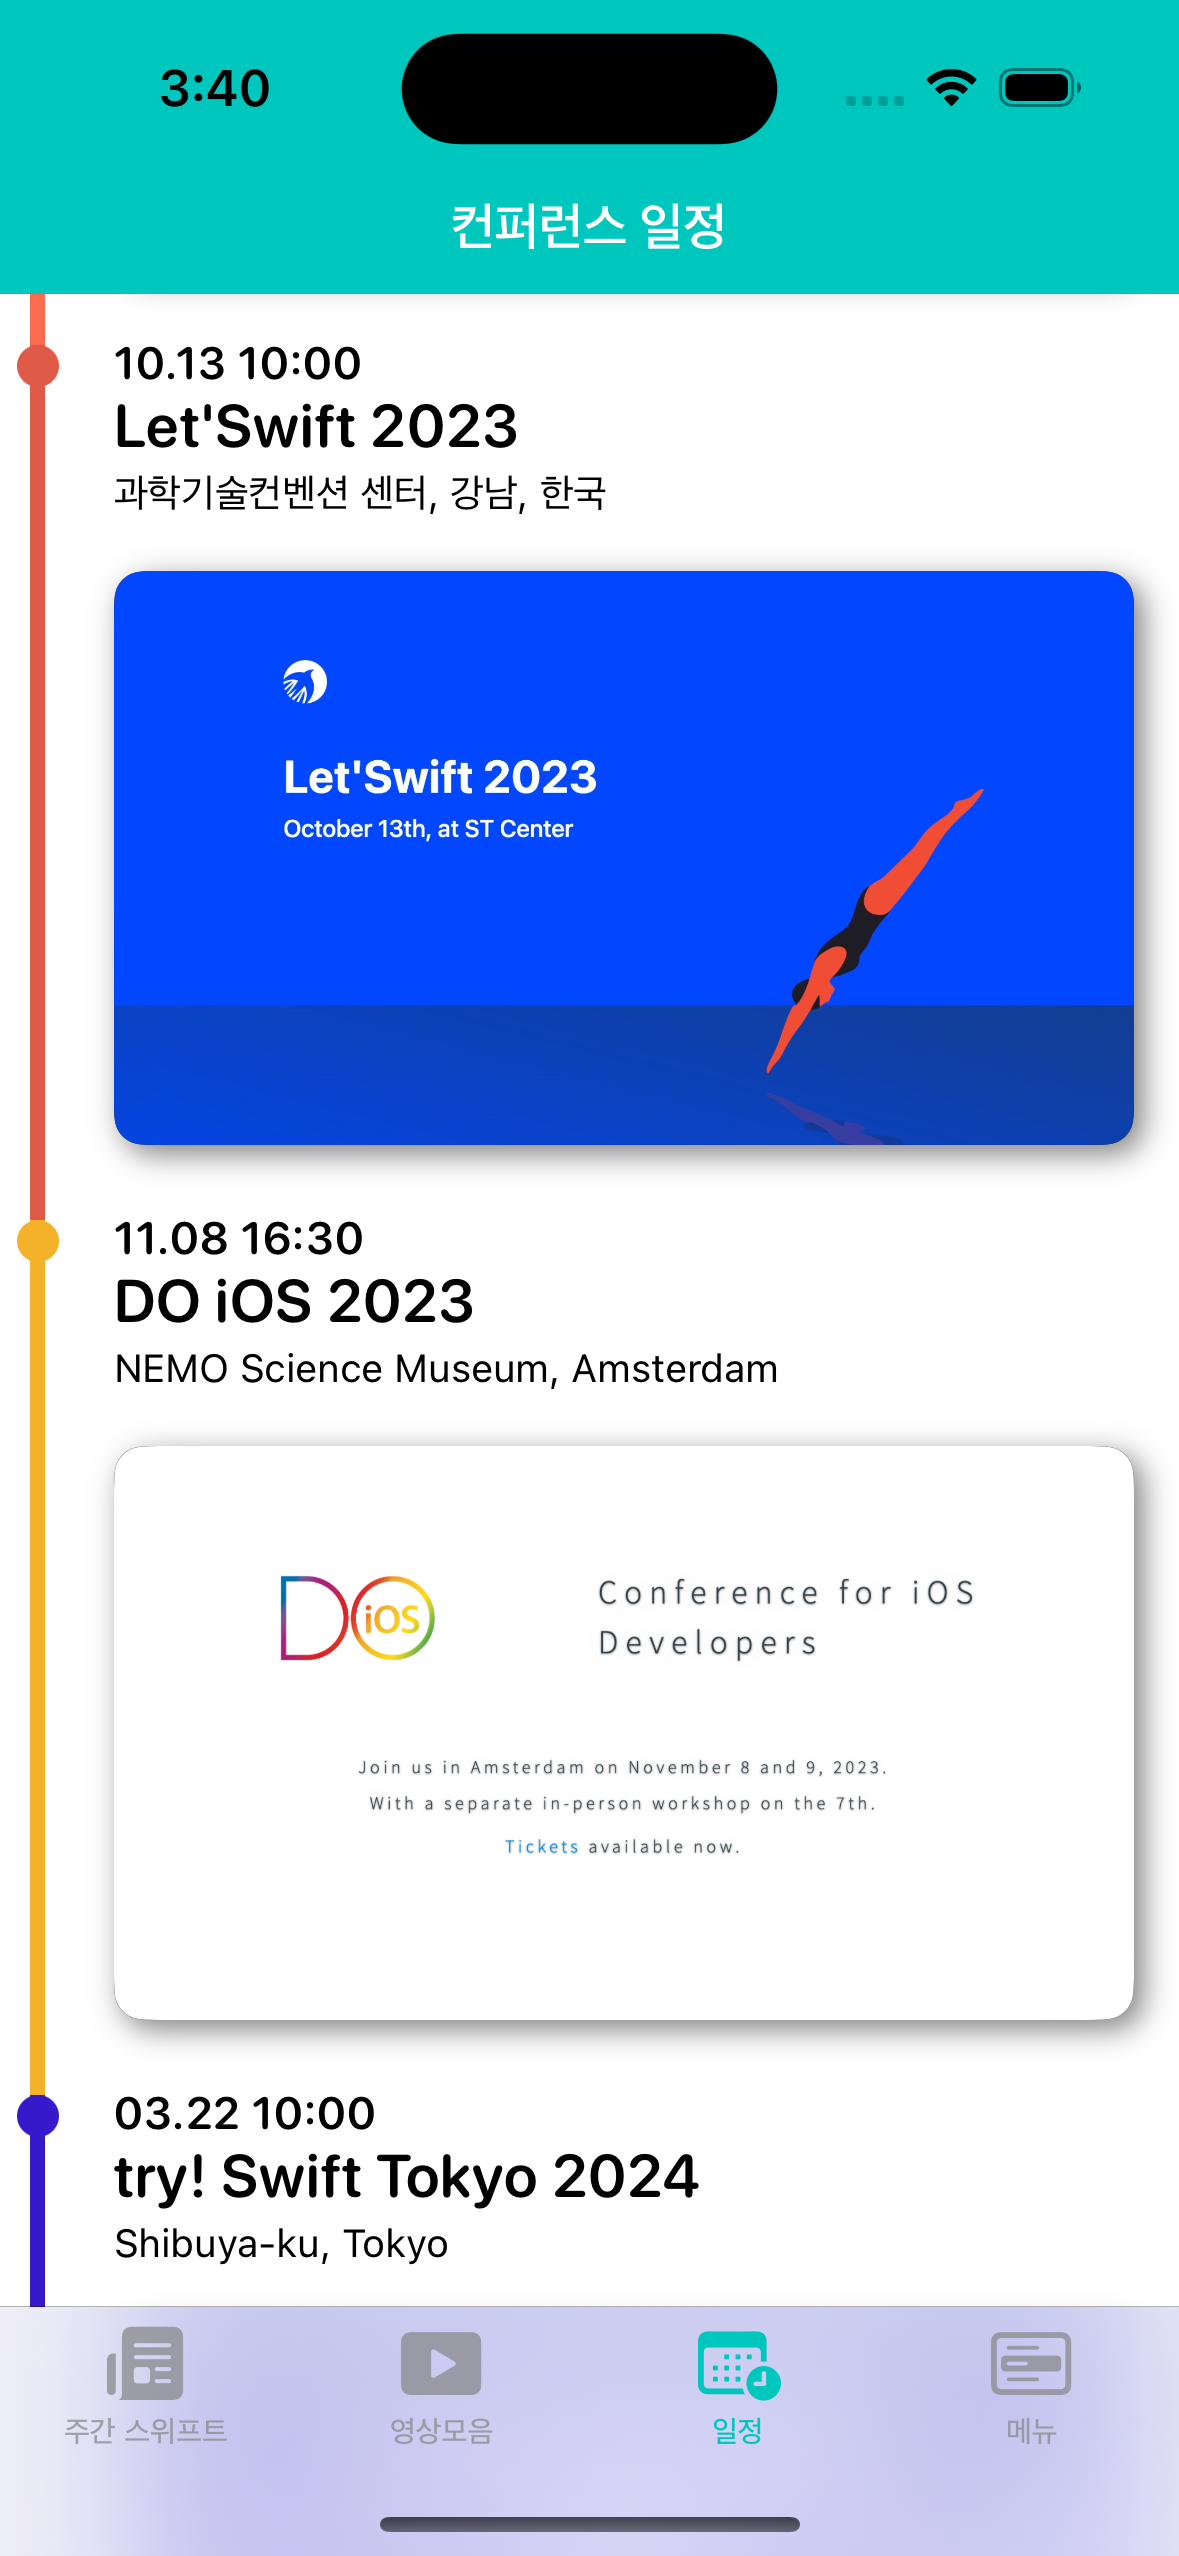 3:40
컨퍼런스 일정
10.13 10:00
Let'Swift 2023
과학기술컨벤션 센터, 강남, 한국
Let'Swift 2023
October 13th, at ST Center
11.08 16:30
DO iOS 2023
NEMO Science Museum, Amsterdam
DO iOS
Conference for iOS
Developers
Join us in Amsterdam on November 8 and 9, 2023.
With a separate in-person workshop on the 7th.
Tickets available now.
03.22 10:00
try! Swift Tokyo 2024
Shibuya-ku, Tokyo
주간 스위프트
영상모음
일정
메뉴